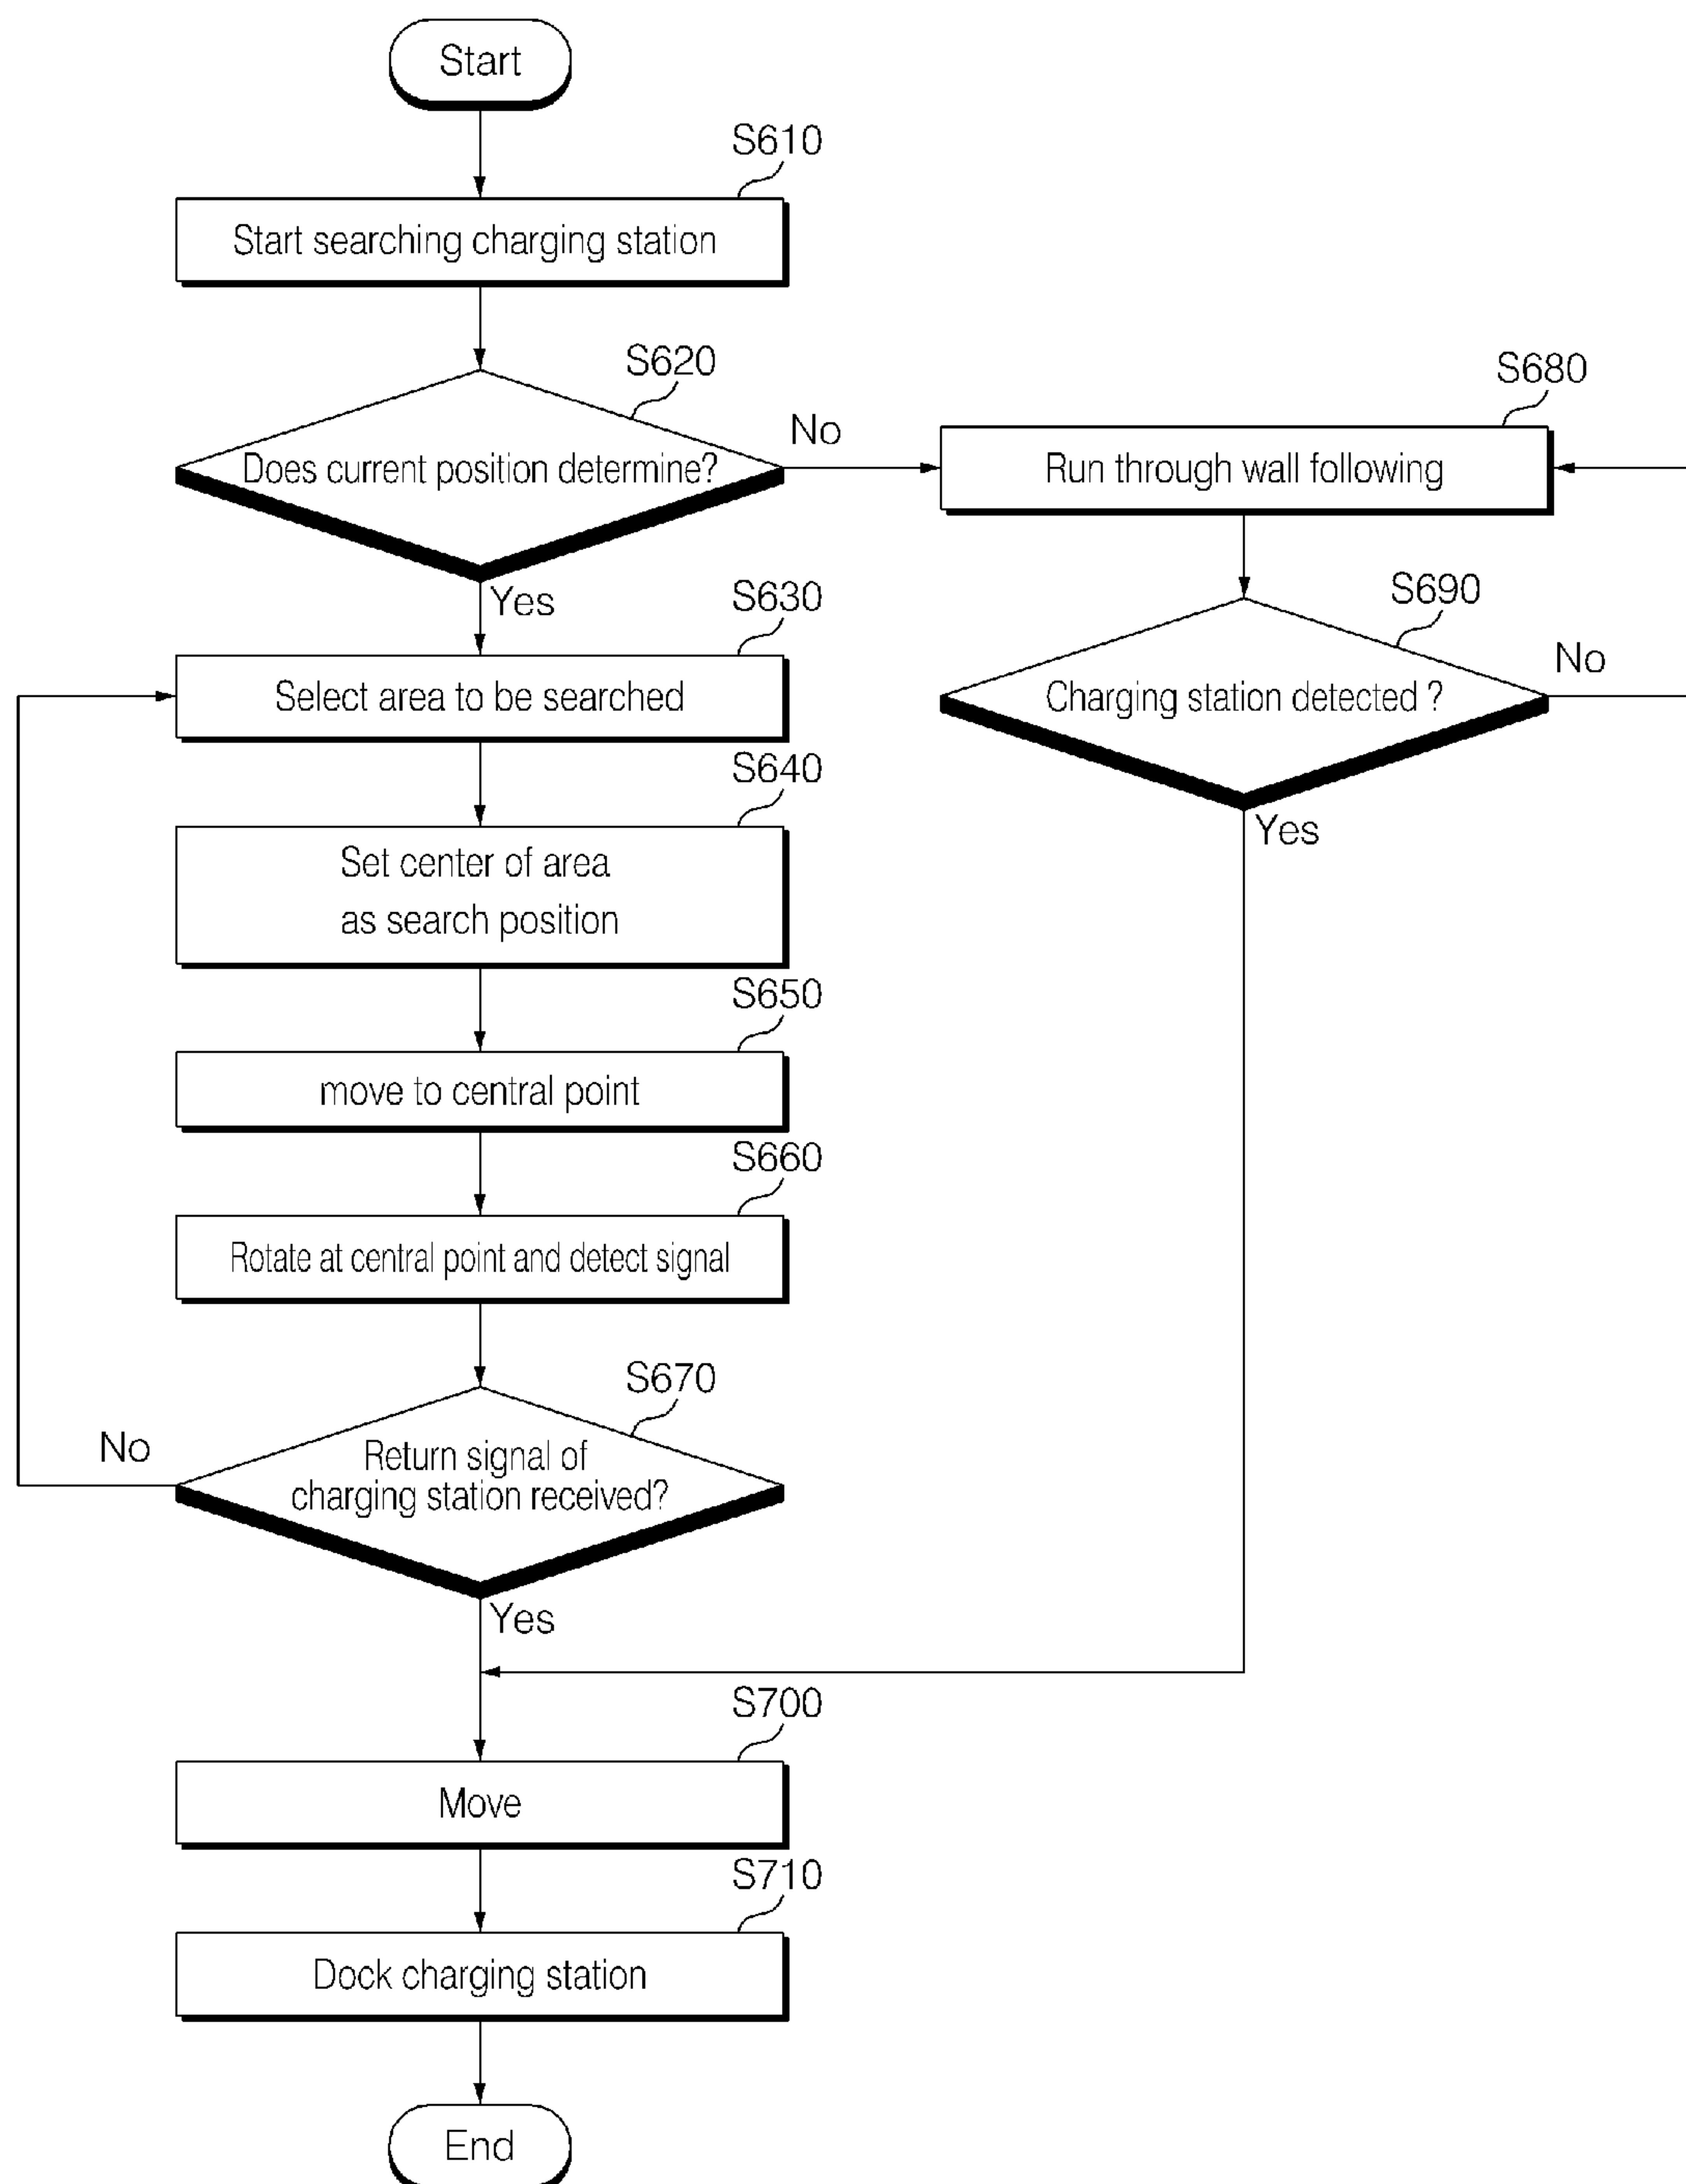 Start
S610
Start searching charging station
S620
Does current position determine?
No
Yes
S680
Run through wall following
S690
Charging station detected ?
No
Yes
S630
Select area to be searched
S640
Set center of area
as search position
S650
move to central point
S660
Rotate at central point and detect signal
S670
Return signal of
charging station received?
No
Yes
S700
Move
S710
Dock charging station
End